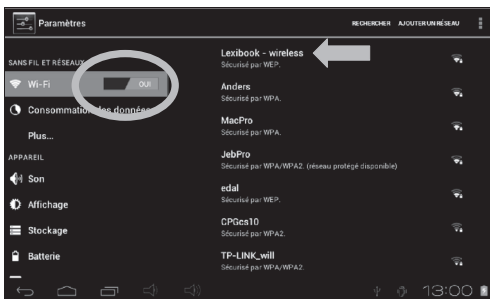 Paramètres
RECHERCHER AJOUTER UN RÉSEAU
SANS FIL ET RÉSEAUX
Wi-Fi OUI
Consommation des données
Plus...
APPAREIL
Son
Affichage
Stockage
Batterie
Lexibook - wireless
Sécurisé par WEP.
Anders
Sécurisé par WPA.
MacPro
Sécurisé par WPA.
JebPro
Sécurisé par WPA/WPA2. (réseau protégé disponible)
edal
Sécurisé par WEP.
CPGcs10
Sécurisé par WPA2.
TP-LINK_will
Sécurisé par WPA/WPA2.
13:00